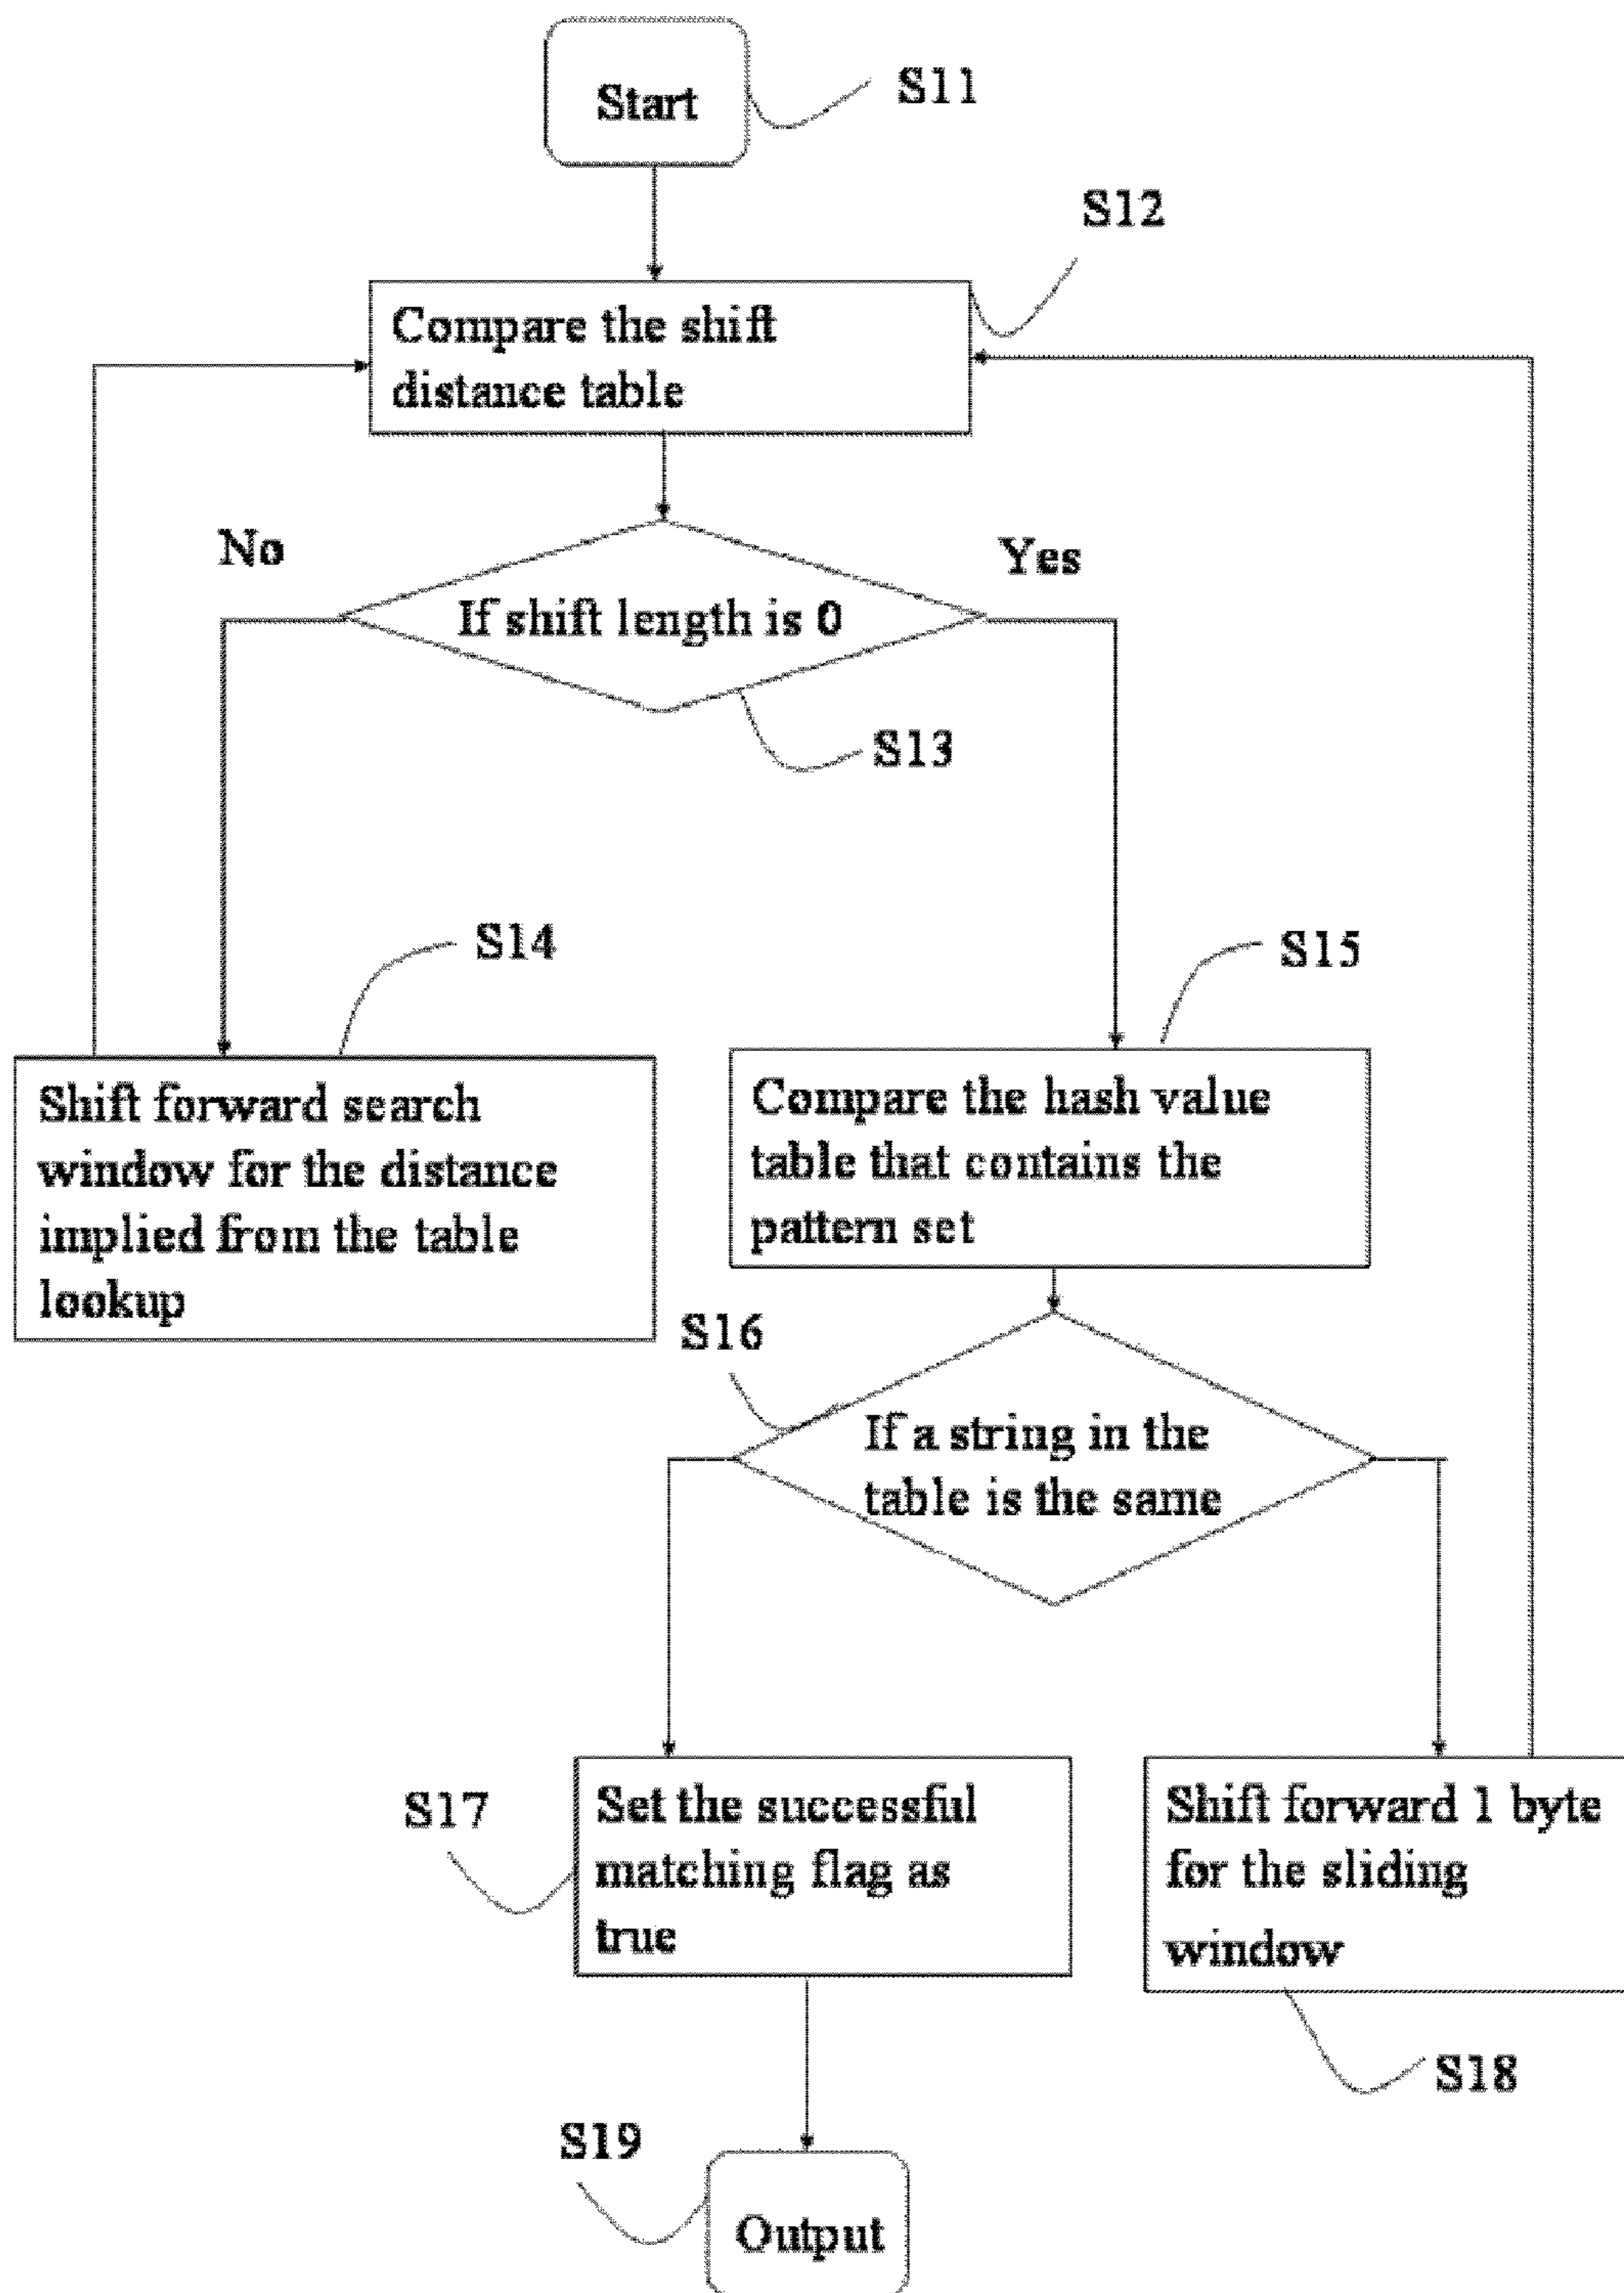 Start
S11
S12
Compare the shift
distance table
No
Yes
If shift length is 0
S13
S14
S15
Shift forward search
window for the distance
implied from the table
lookup
Compare the hash value
table that contains the
pattern set
S16
If a string in the
table is the same
S17
Set the successful
matching flag as
true
Shift forward 1 byte
for the sliding
window
S18
S19
Output